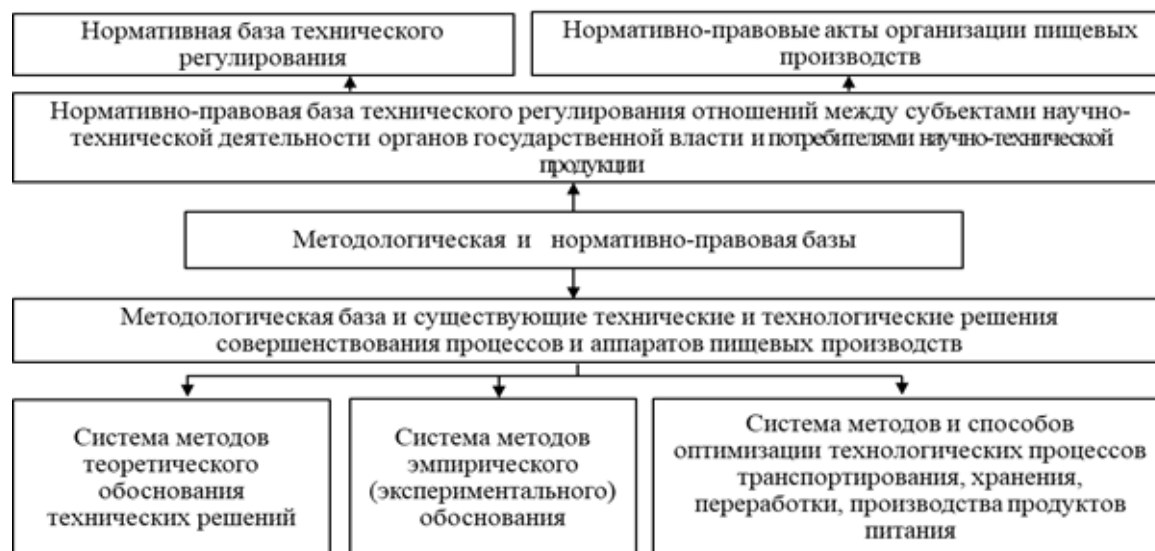 Нормативная база технического
регулирования
Нормативно-правовые акты организации пищевых
производств
Нормативно-правовая база технического регулирования отношений между субъектами научно-
технической деятельности органов государственной власти и потребителями научно-технической
продукции
Методологическая и нормативно-правовая базы
Методологическая база и существующие технические и технологические решения
совершенствования процессов и аппаратов пищевых производств
Система методов
теоретического
обоснования
технических решений
Система методов
эмпирического
(экспериментального)
обоснования
Система методов и способов
оптимизации технологических процессов
транспортирования, хранения,
переработки, производства продуктов
питания